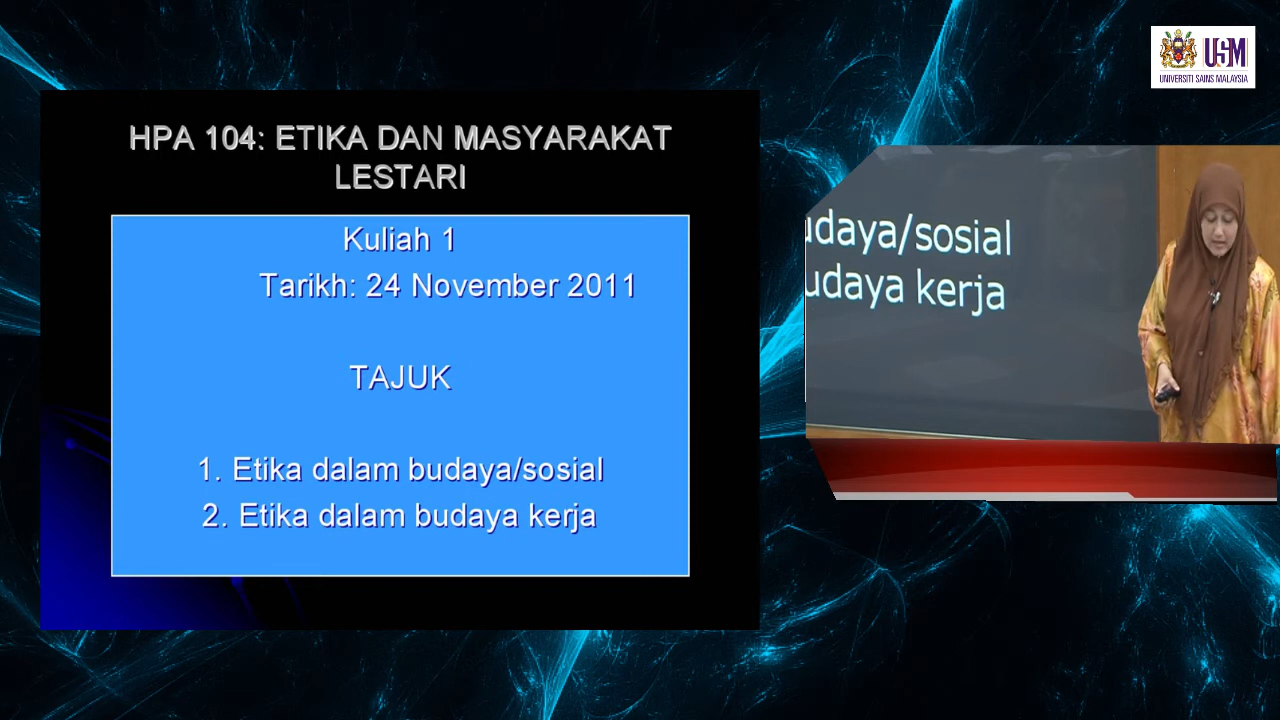 HPA 104: ETIKA DAN MASYARAKAT
LESTARI
Kuliah 1
Tarikh: 24 November 2011
TAJUK
1. Etika dalam budaya/sosial
2. Etika dalam budaya kerja
USM
UNIVERSITI SAINS MALAYSIA
udaya/sosial
udaya kerja